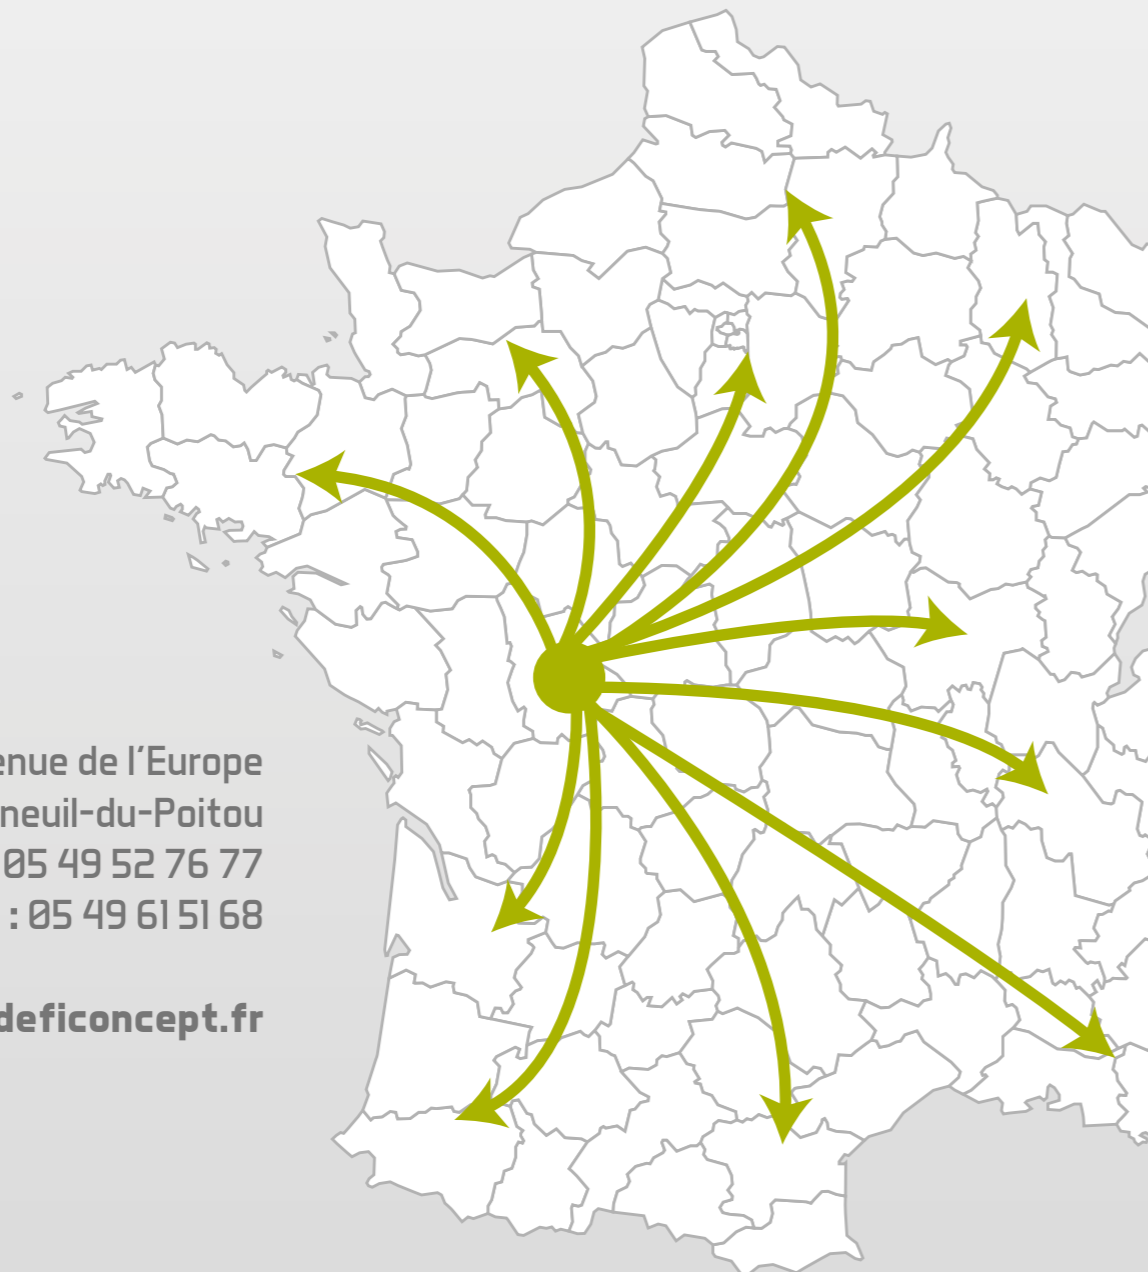 enue de l'Europe
neuil-du-Poitou
05 49 52 76 77
: 05 49 61 51 68
deficoncept.fr